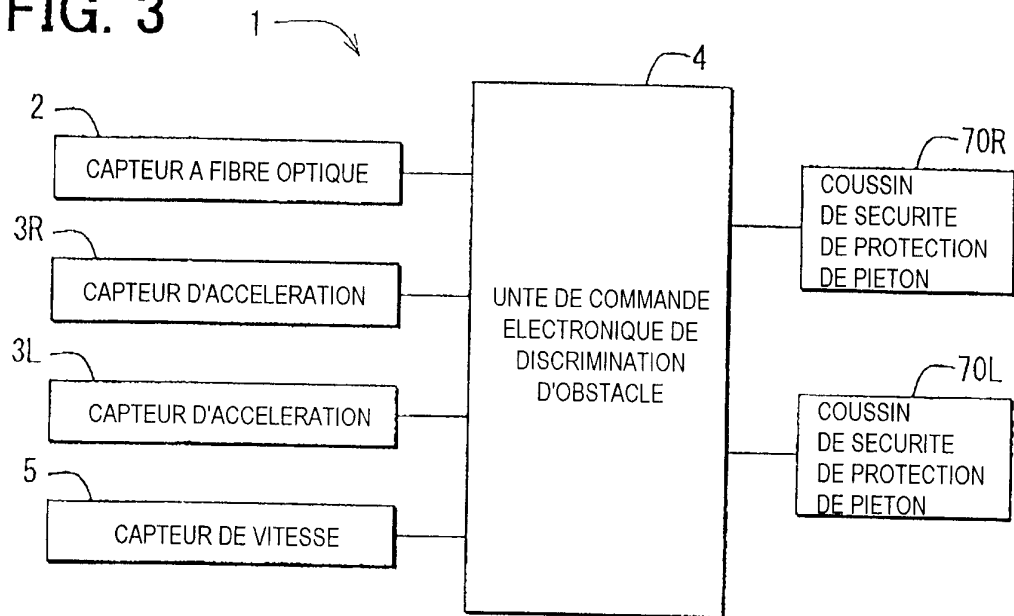 FIG. 3
1
4
2
CAPTEUR A FIBRE OPTIQUE
3R
CAPTEUR D'ACCELERATION
3L
CAPTEUR D'ACCELERATION
5
CAPTEUR DE VITESSE
UNTE DE COMMANDE
ELECTRONIQUE DE
DISCRIMINATION
D'OBSTACLE
70R
COUSSIN
DE SECURITE
DE PROTECTION
DE PIETON
70L
COUSSIN
DE SECURITE
DE PROTECTION
DE PIETON